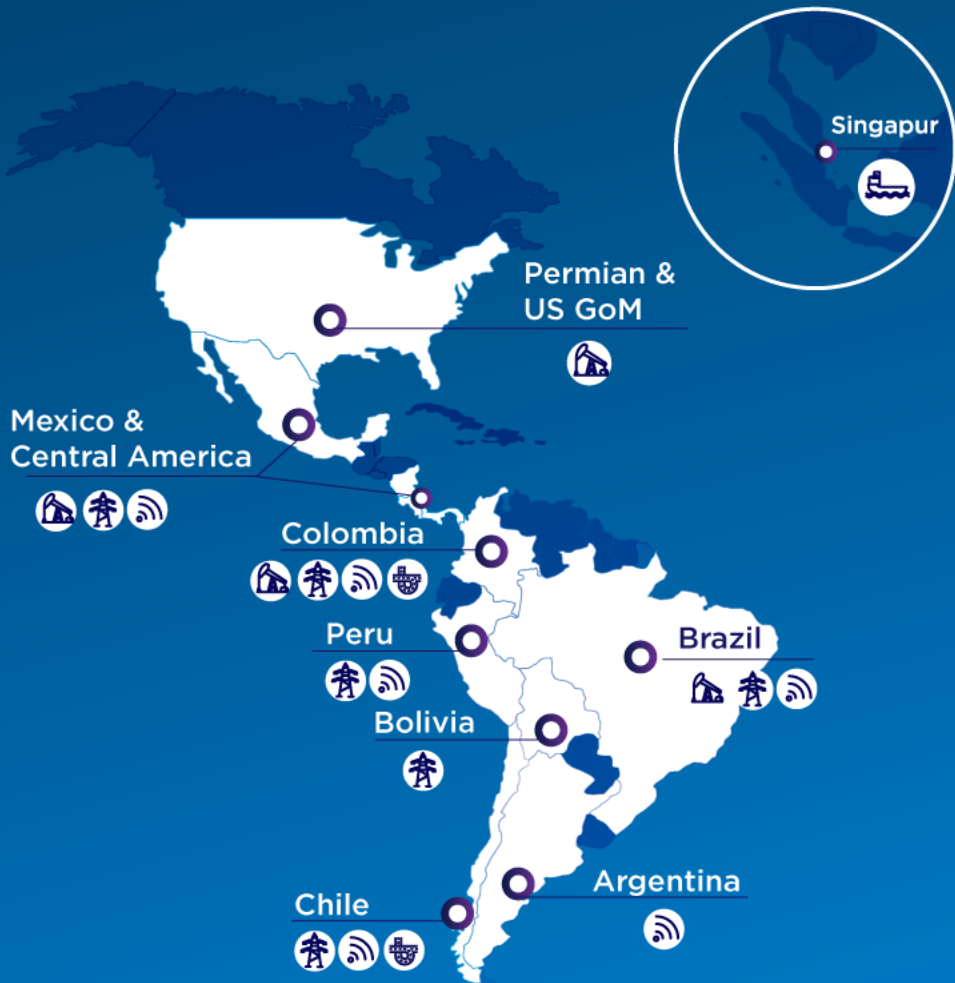 Singapur
Permian &
US GoM
Mexico &
Central America
Colombia
Peru
Brazil
Bolivia
Argentina
Chile